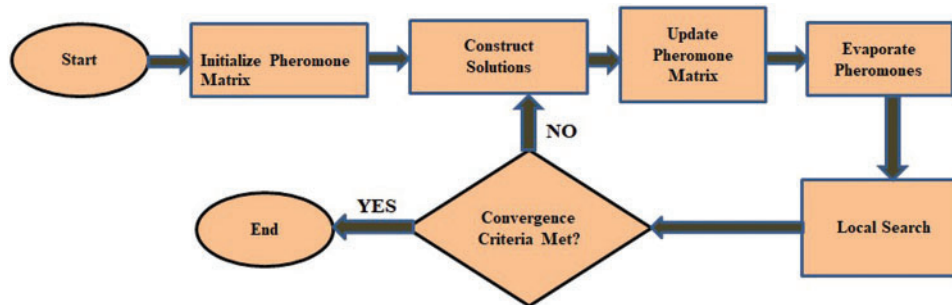 Start
Initialize Pheromone
Matrix
Construct
Solutions
Update
Pheromone
Matrix
Evaporate
Pheromones
NO
YES
End
Convergence
Criteria Met?
Local Search